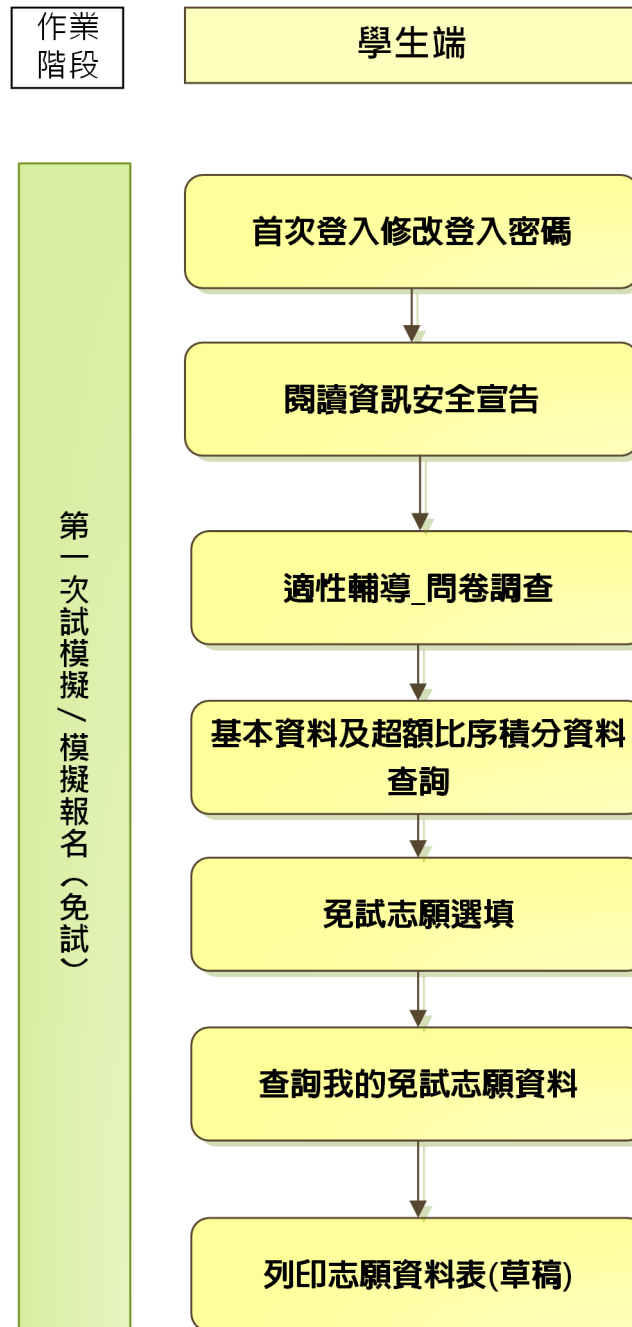 作業
階段
學生端
第一次試模擬／模擬報名（免試）
首次登入修改登入密碼
閱讀資訊安全宣告
適性輔導_問卷調查
基本資料及超額比序積分資料
查詢
免試志願選填
查詢我的免試志願資料
列印志願資料表(草稿)